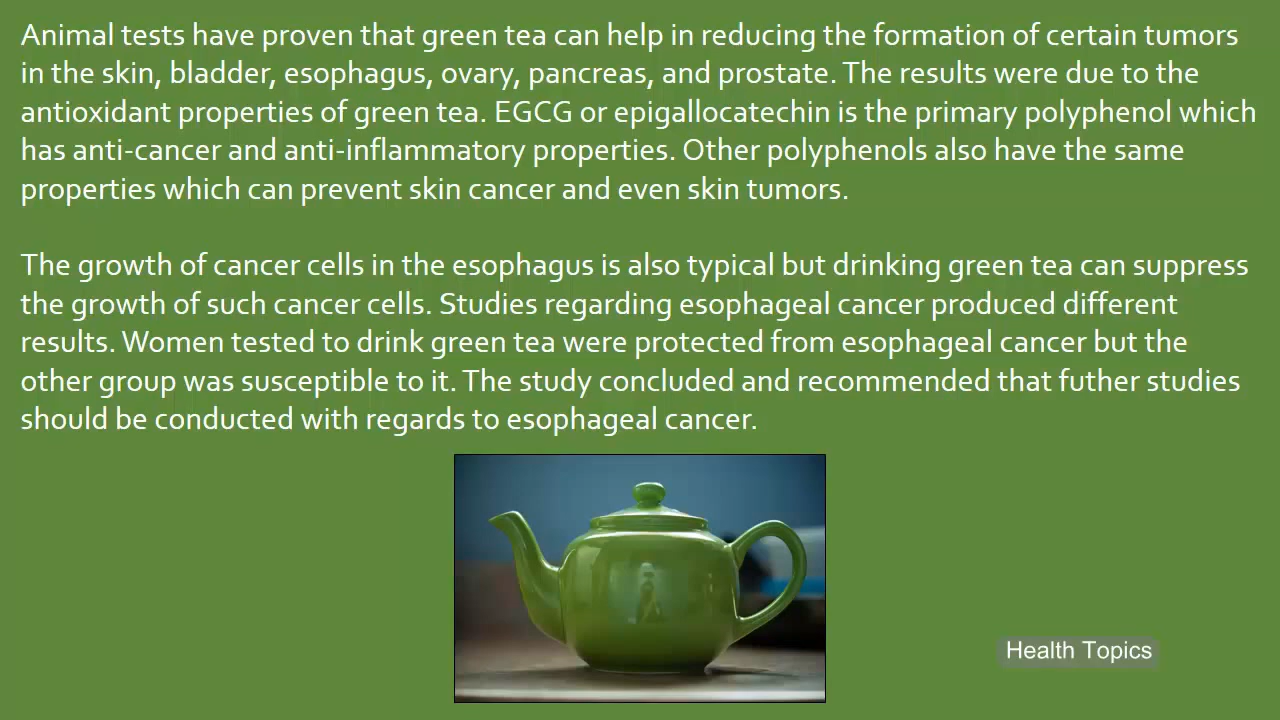 Animal tests have proven that green tea can help in reducing the formation of certain tumors
in the skin, bladder, esophagus, ovary, pancreas, and prostate. The results were due to the
antioxidant properties of green tea. EGCG or epigallocatechin is the primary polyphenol which
has anti-cancer and anti-inflammatory properties. Other polyphenols also have the same
properties which can prevent skin cancer and even skin tumors.
The growth of cancer cells in the esophagus is also typical but drinking green tea can suppress
the growth of such cancer cells. Studies regarding esophageal cancer produced different
results. Women tested to drink green tea were protected from esophageal cancer but the
other group was susceptible to it. The study concluded and recommended that futher studies
should be conducted with regards to esophageal cancer.
Health Topics